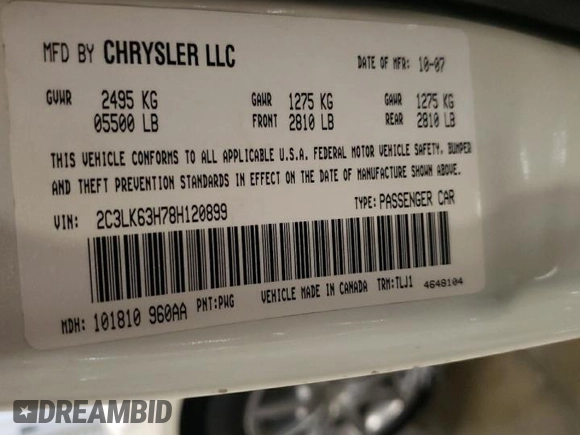 MFD BY CHRYSLER LLC DATE OF MFR: 10-07
GVWR 2495 KG GAWR 1275 KG GAWR 1275 KG
05500 LB FRONT 2810 LB REAR 2810 LB
THIS VEHICLE CONFORMS TO ALL APPLICABLE U.S.A. FEDERAL MOTOR VEHICLE SAFETY, BUMPER
AND THEFT PREVENTION STANDARDS IN EFFECT ON THE DATE OF MANUFACTURE SHOWN ABOVE.
VIN: 2C3LK63H78H120899 TYPE: PASSENGER CAR
MDH: 101810 960AA PNT:PWG VEHICLE MADE IN CANADA TRM:TLJ1 4648104
DREAMBID